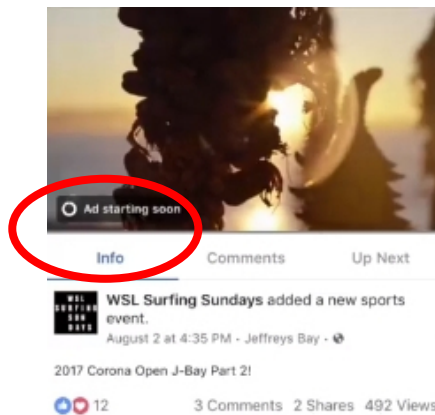 Ad starting soon
Info Comments Up Next
WSL
SURFING
SUN
DAYS
WSL Surfing Sundays added a new sports
event.
August 2 at 4:35 PM · Jeffreys Bay ·
2017 Corona Open J-Bay Part 2!
12 3 Comments 2 Shares 492 Views